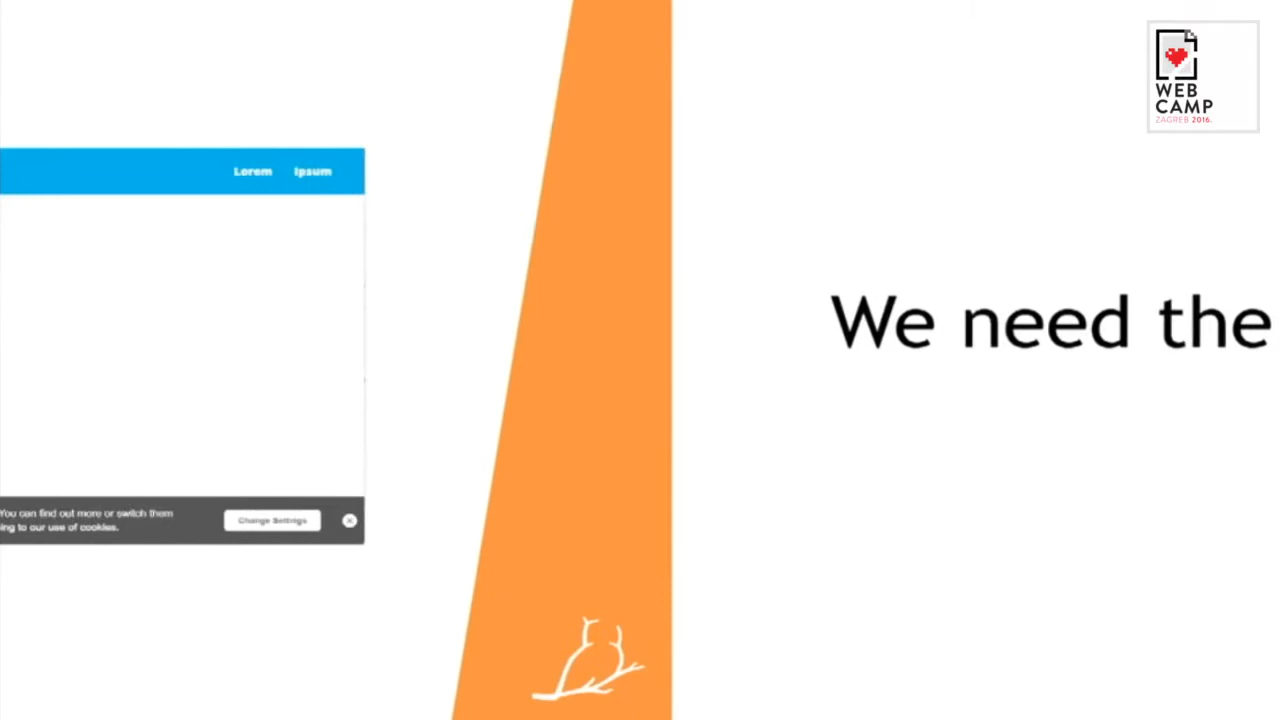 Lorem Ipsum
You can find out more or switch them
ing to our use of cookies.
Change Settings
We need the
WEB
CAMP
ZAGREB 2016.